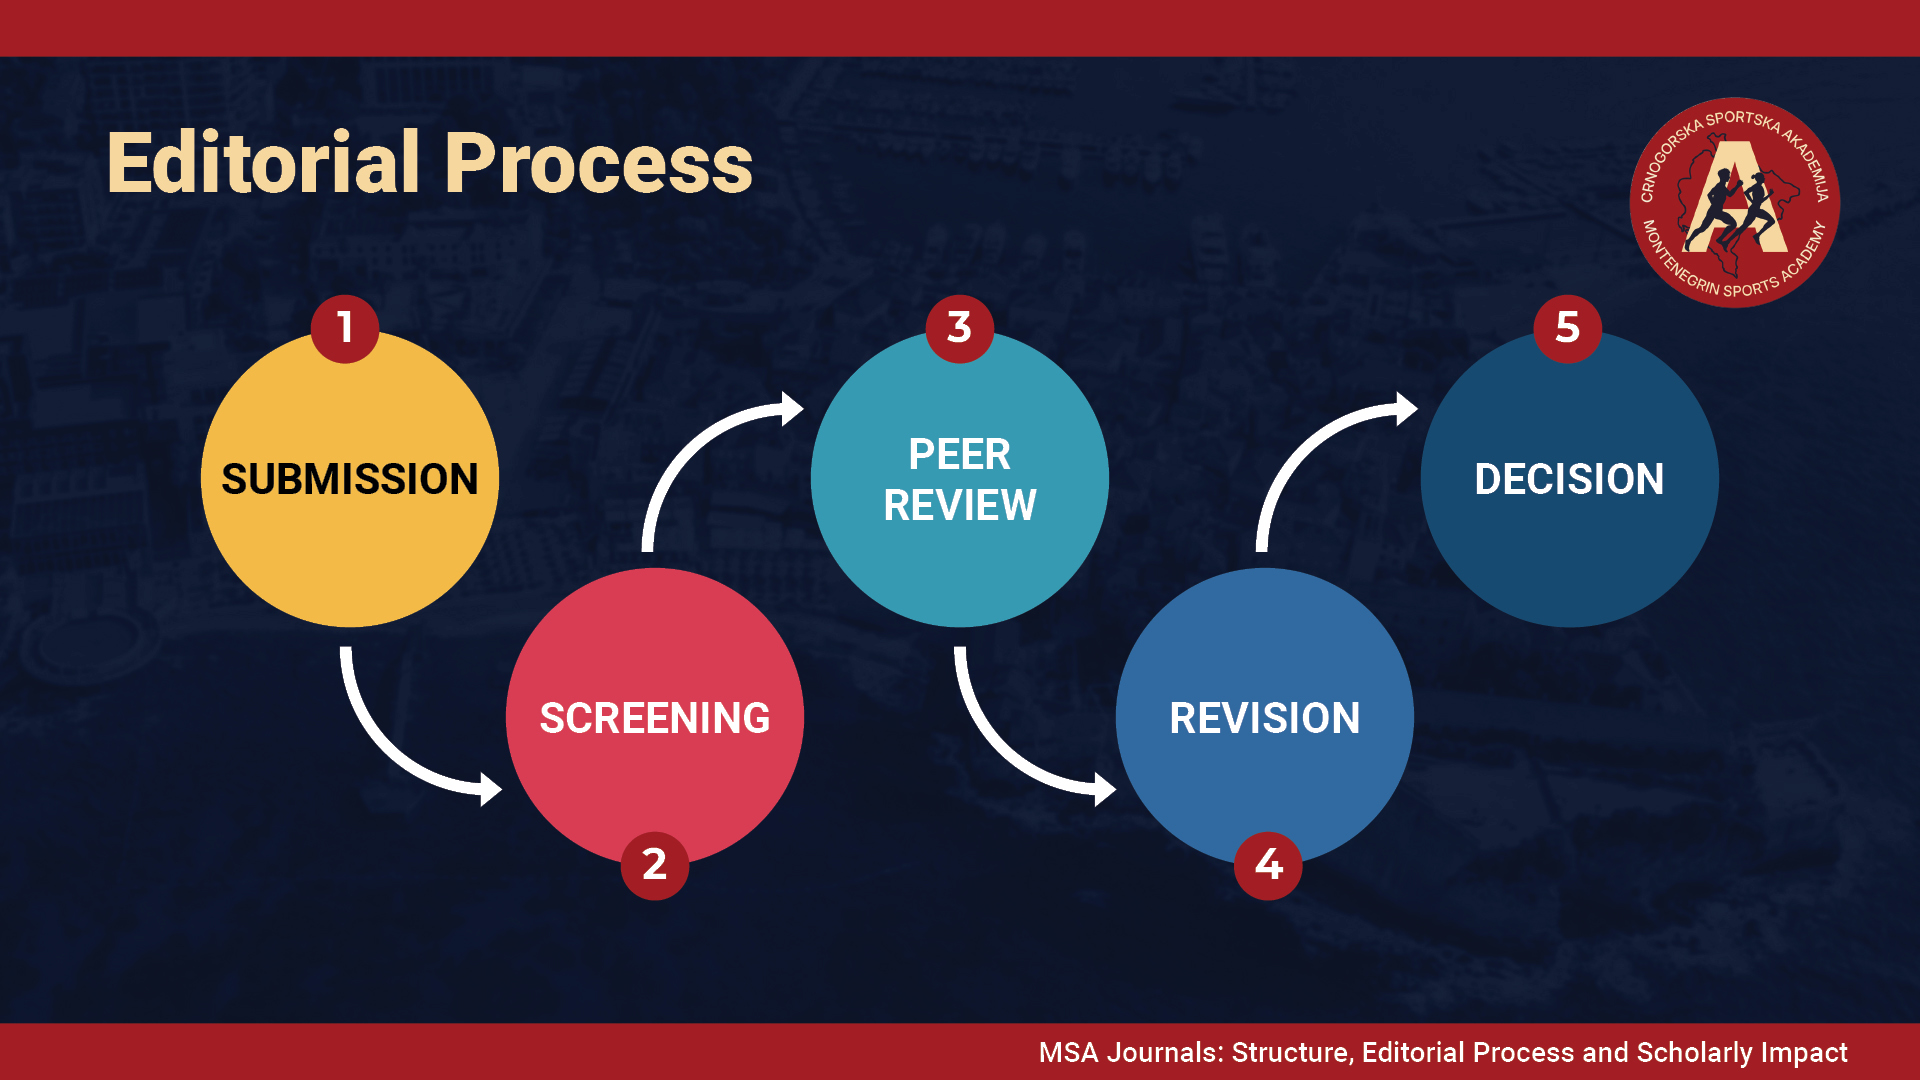 Editorial Process
CRNOGORSKA SPORTSKA AKADEMIJA
MONTENEGRIN SPORTS ACADEMY
A
1
SUBMISSION
2
SCREENING
3
PEER
REVIEW
4
REVISION
5
DECISION
MSA Journals: Structure, Editorial Process and Scholarly Impact